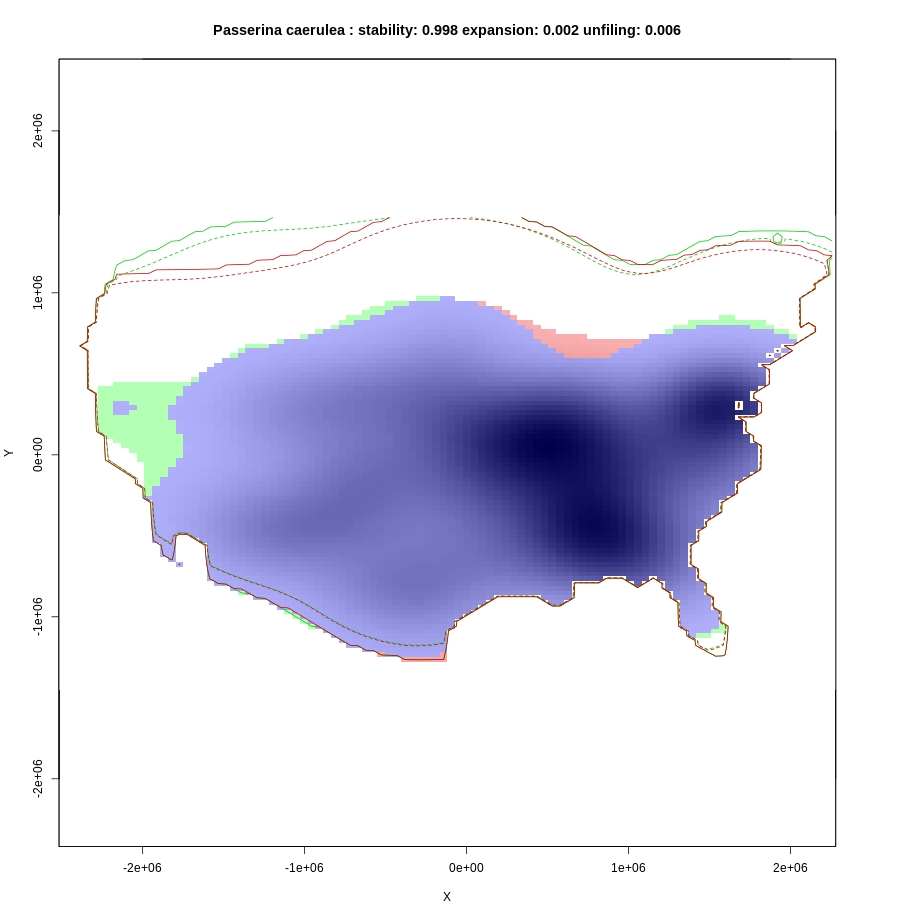 Passerina caerulea : stability: 0.998 expansion: 0.002 unfiling: 0.006
2e+06
1e+06
0e+00
-1e+06
-2e+06
Y
-2e+06 -1e+06 0e+00 1e+06 2e+06
X